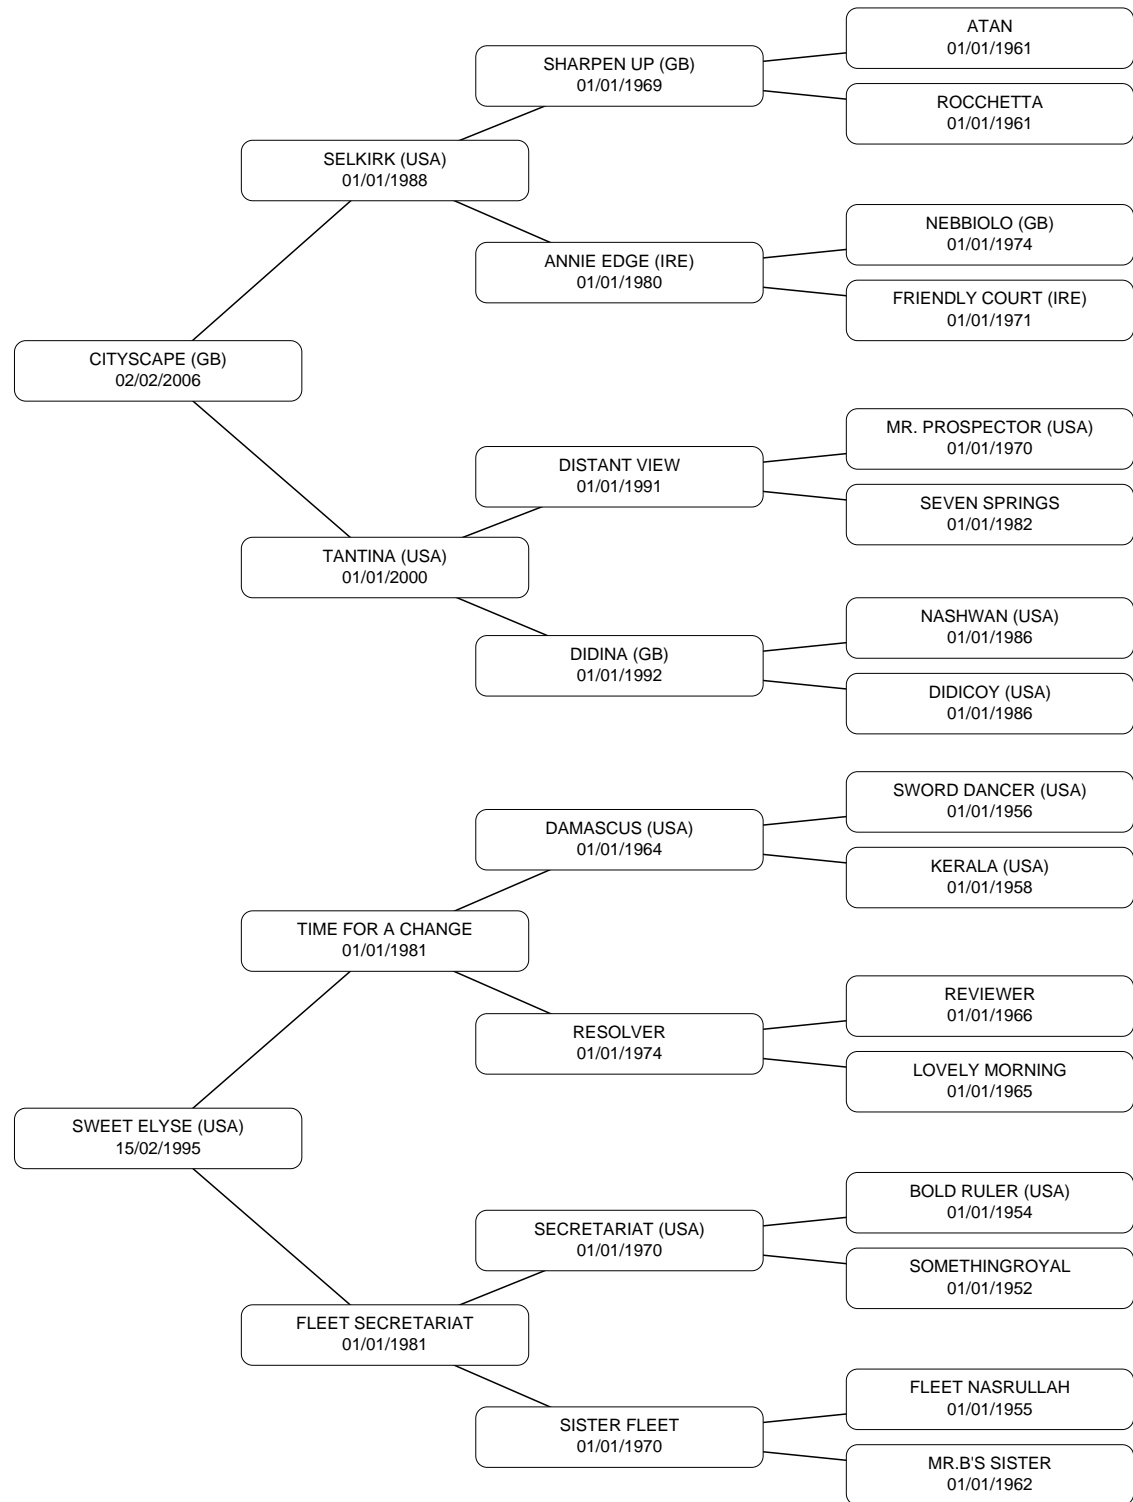 ATAN
01/01/1961
SHARPEN UP (GB)
01/01/1969
ROCCHETTA
01/01/1961
SELKIRK (USA)
01/01/1988
NEBBIOLO (GB)
01/01/1974
ANNIE EDGE (IRE)
01/01/1980
FRIENDLY COURT (IRE)
01/01/1971
CITYSCAPE (GB)
02/02/2006
MR. PROSPECTOR (USA)
01/01/1970
DISTANT VIEW
01/01/1991
SEVEN SPRINGS
01/01/1982
TANTINA (USA)
01/01/2000
NASHWAN (USA)
01/01/1986
DIDINA (GB)
01/01/1992
DIDICOY (USA)
01/01/1986
SWORD DANCER (USA)
01/01/1956
DAMASCUS (USA)
01/01/1964
KERALA (USA)
01/01/1958
TIME FOR A CHANGE
01/01/1981
REVIEWER
01/01/1966
RESOLVER
01/01/1974
LOVELY MORNING
01/01/1965
SWEET ELYSE (USA)
15/02/1995
BOLD RULER (USA)
01/01/1954
SECRETARIAT (USA)
01/01/1970
SOMETHINGROYAL
01/01/1952
FLEET SECRETARIAT
01/01/1981
FLEET NASRULLAH
01/01/1955
SISTER FLEET
01/01/1970
MR.B'S SISTER
01/01/1962